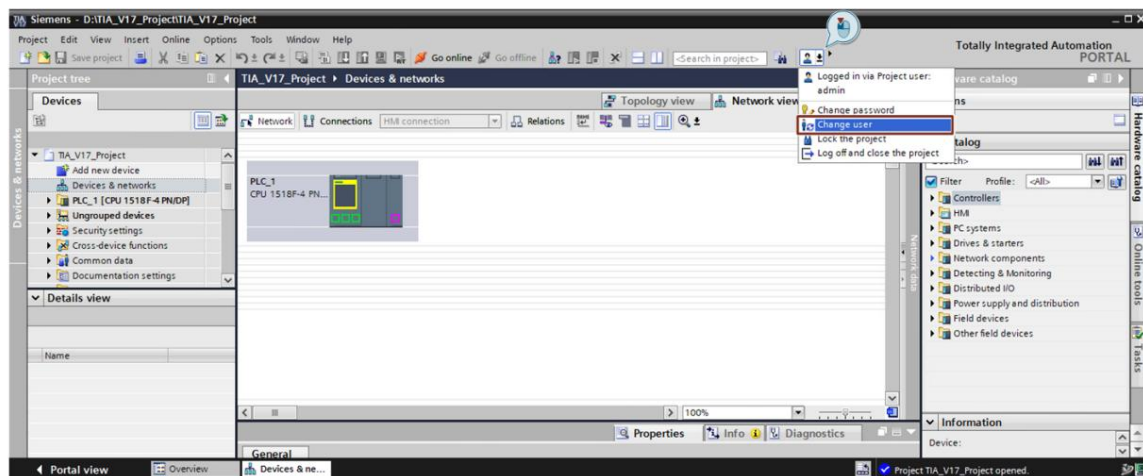 Siemens - D:\TIA_V17_Project\TIA_V17_Project
Project Edit View Insert Online Options Tools Window Help
Totally Integrated Automation
PORTAL
Save project
Go online
Go offline
<Search in project>
Project tree
TIA_V17_Project ▸ Devices & networks
Logged in via Project user:
admin
Change password
Change user
Lock the project
Log off and close the project
Devices
Topology view
Network view
Network
Connections
HMI connection
Relations
Filter
Profile:
<All>
TIA_V17_Project
Add new device
Devices & networks
PLC_1 [CPU 1518F-4 PN/DP]
Ungrouped devices
Security settings
Cross-device functions
Common data
Documentation settings
PLC_1
CPU 1518F-4 PN...
Controllers
HMI
PC systems
Drives & starters
Network components
Detecting & Monitoring
Distributed I/O
Power supply and distribution
Field devices
Other field devices
Details view
Name
Devices & networks
Network data
Hardware catalog
Online tools
Tasks
100%
Properties
Info
Diagnostics
General
Information
Device:
Portal view
Overview
Devices & ne...
Project TIA_V17_Project opened.